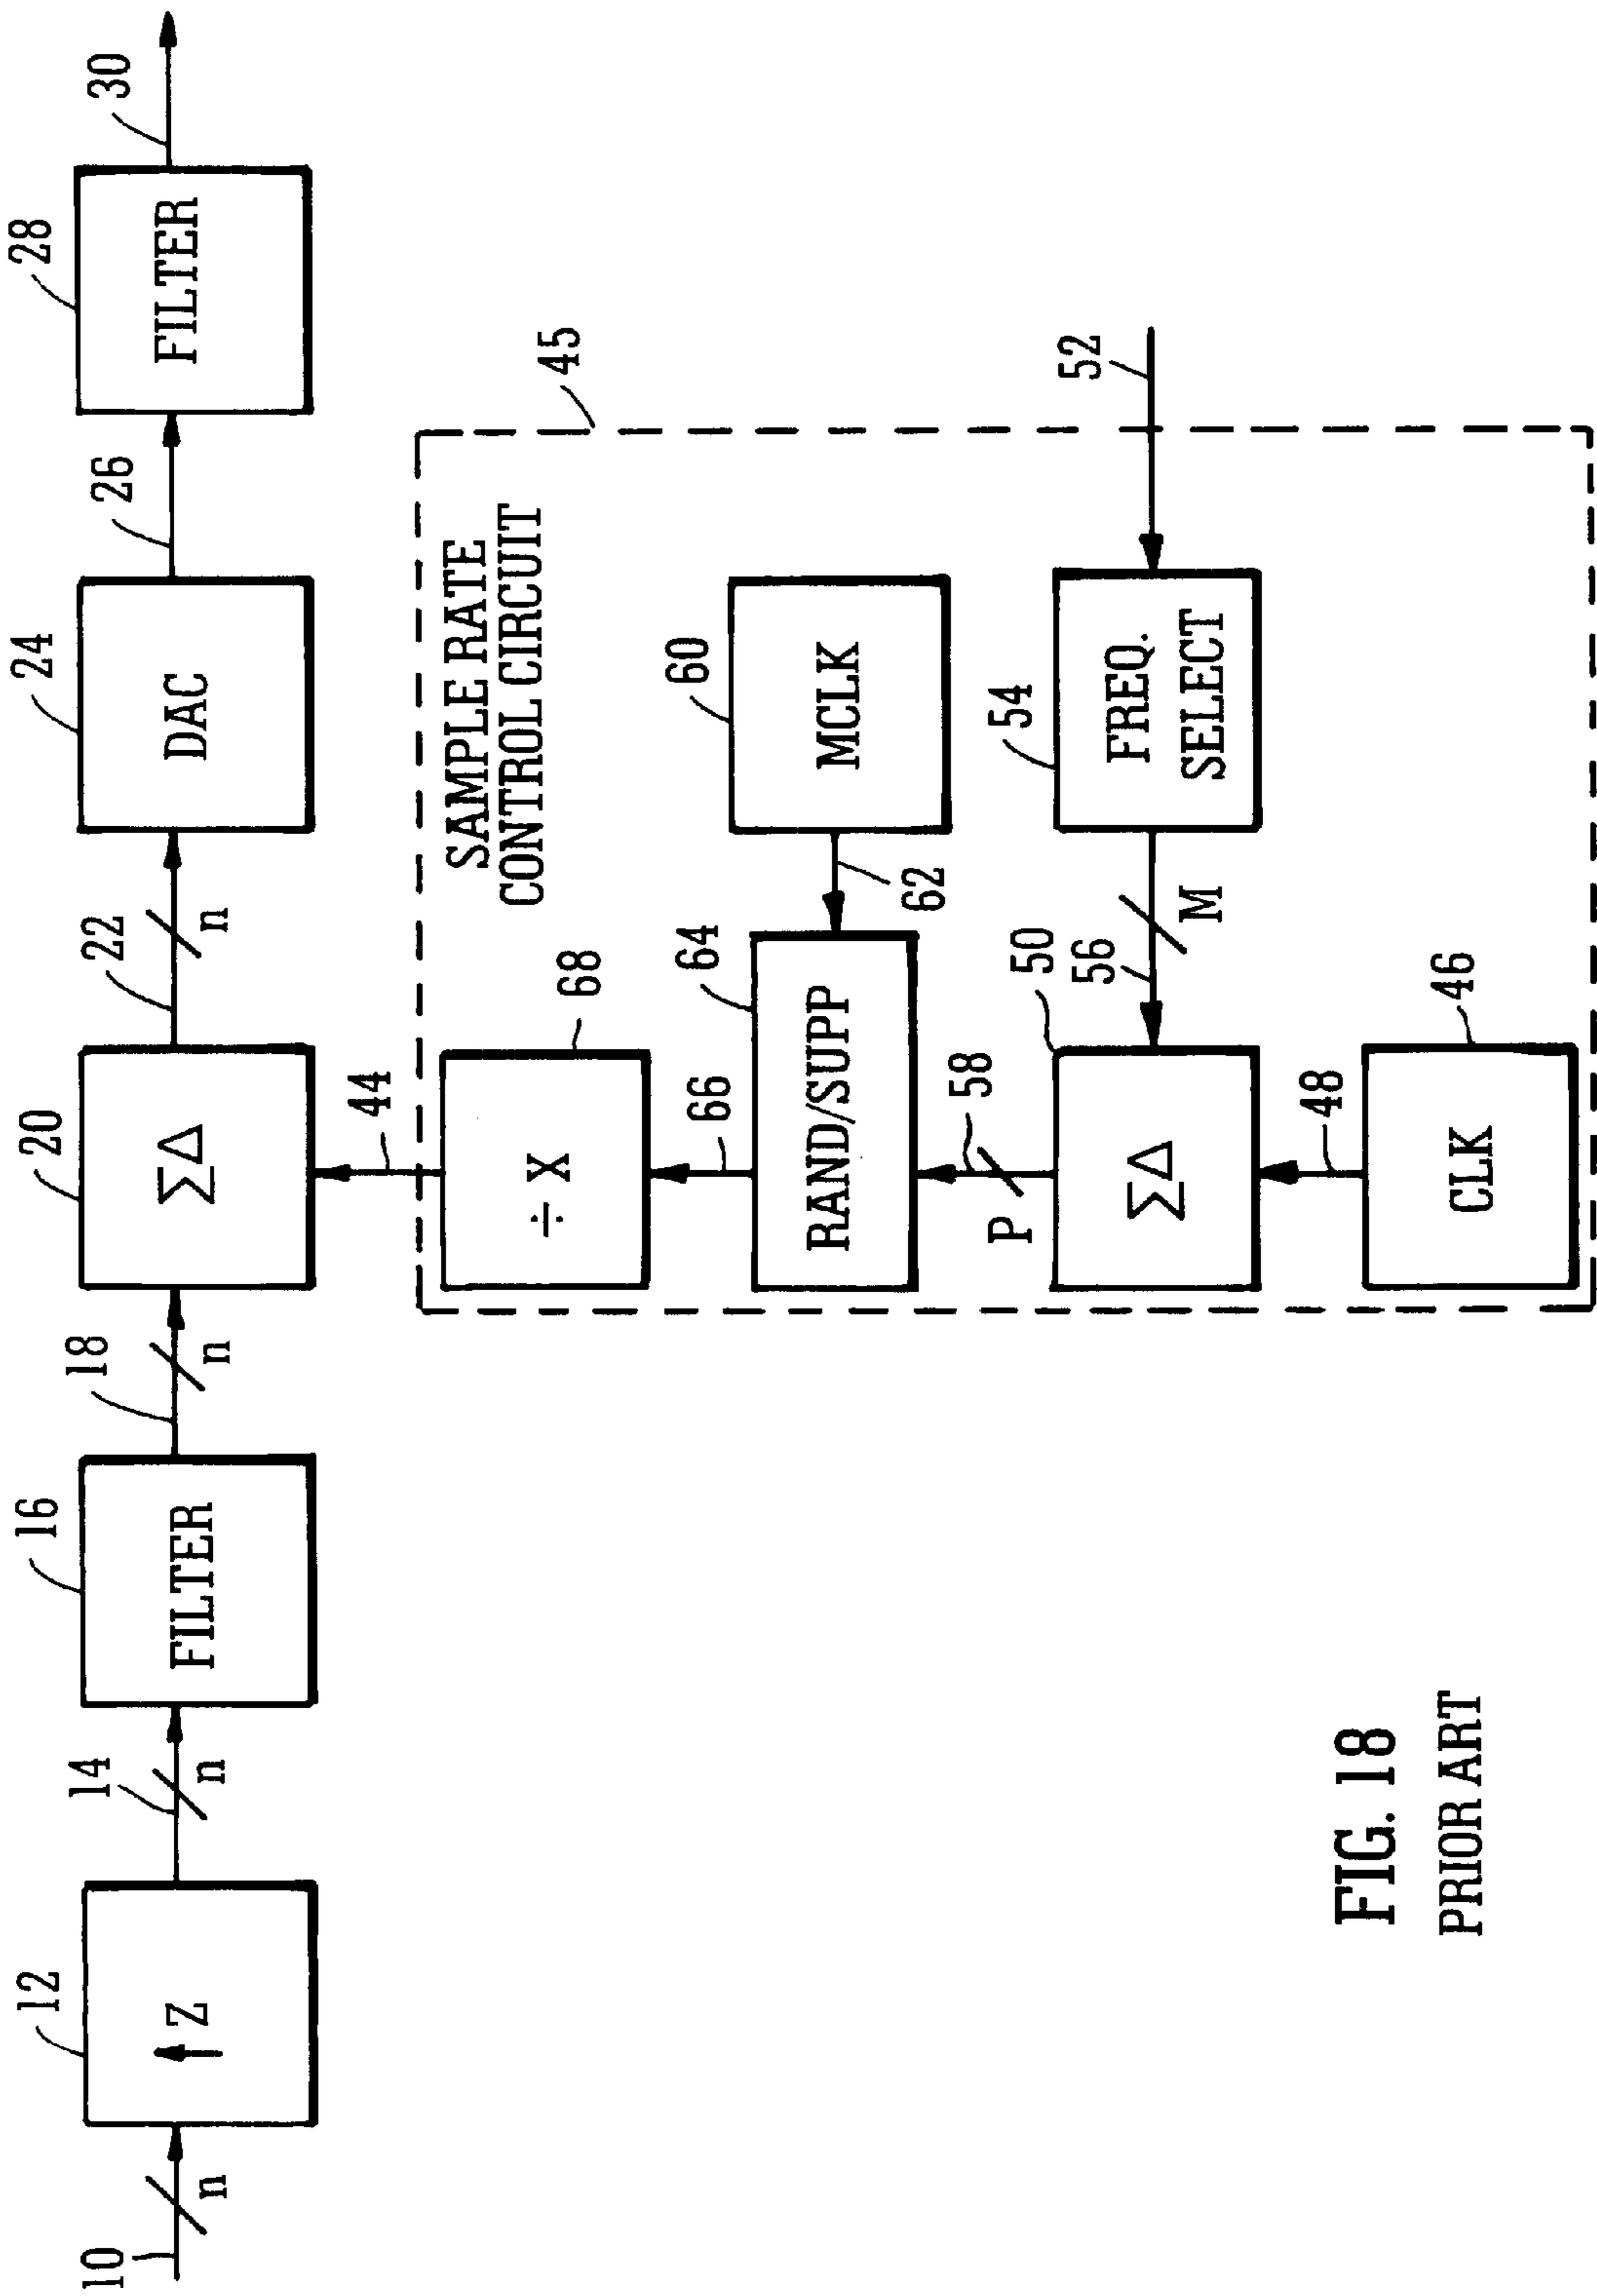 10
n
12
↑ Z
14
n
16
FILTER
18
n
20
ΣΔ
22
n
24
DAC
26
28
FILTER
30
44
45
SAMPLE RATE
CONTROL CIRCUIT
68
÷ X
66
64
RAND/SUPP
62
60
MCLK
P
58
50
ΣΔ
56
M
54
FREQ.
SELECT
52
48
46
CLK
FIG. 18
PRIOR ART